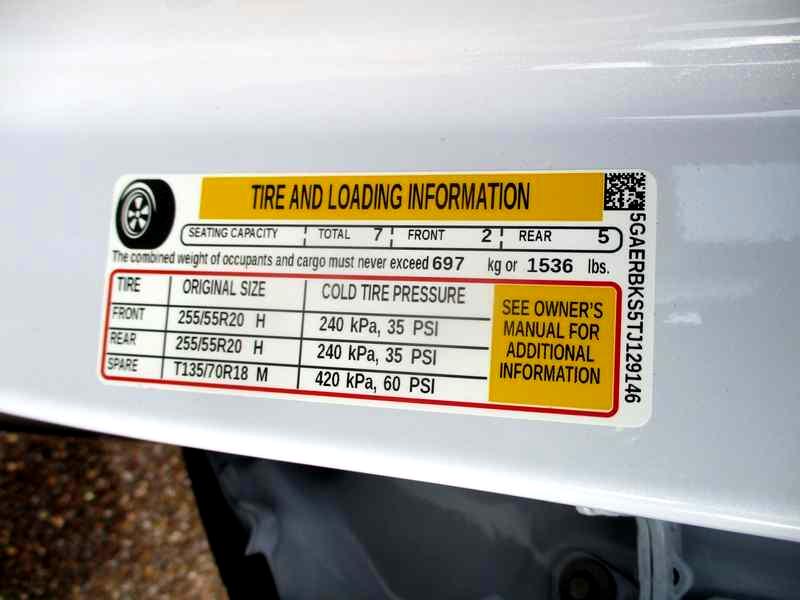 TIRE AND LOADING INFORMATION
SEATING CAPACITY TOTAL 7 FRONT 2 REAR 5
The combined weight of occupants and cargo must never exceed 697 kg or 1536 lbs.
TIRE ORIGINAL SIZE COLD TIRE PRESSURE
FRONT 255/55R20 H 240 kPa, 35 PSI
REAR 255/55R20 H 240 kPa, 35 PSI
SPARE T135/70R18 M 420 kPa, 60 PSI
SEE OWNER'S
MANUAL FOR
ADDITIONAL
INFORMATION
5GAERBKS5TJ129146